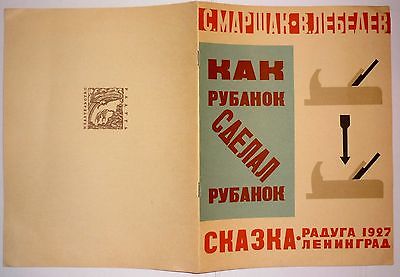 С. МАРШАК • В. ЛЕБЕДЕВ
КАК
РУБАНОК
СДЕЛАЛ
РУБАНОК
СКАЗКА •
РАДУГА 1927
ЛЕНИНГРАД